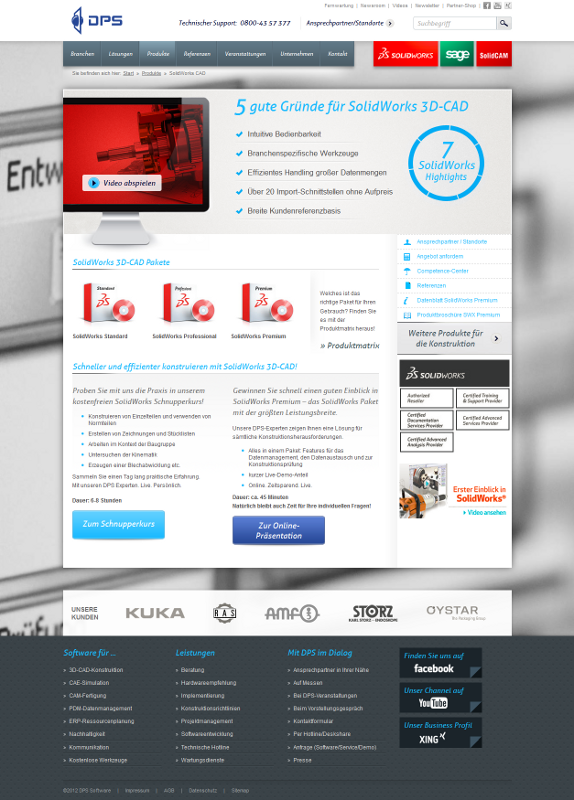 Fernwartung | Newsroom | Videos | Newsletter | Partner-Shop |
DPS
Technischer Support: 0800-43 57 377
Ansprechpartner/Standorte
Suchbegriff
Branchen
Lösungen
Produkte
Referenzen
Veranstaltungen
Unternehmen
Kontakt
SOLIDWORKS
sage
SolidCAM
Sie befinden sich hier: Start » Produkte » SolidWorks CAD
Entw
5 gute Gründe für SolidWorks 3D-CAD
Intuitive Bedienbarkeit
Branchenspezifische Werkzeuge
Effizientes Handling großer Datenmengen
Über 20 Import-Schnittstellen ohne Aufpreis
Breite Kundenreferenzbasis
7
SolidWorks
Highlights
Video abspielen
SolidWorks 3D-CAD Pakete
Standard
Professional
Premium
SolidWorks Standard
SolidWorks Professional
SolidWorks Premium
Welches ist das
richtige Paket für Ihren
Gebrauch? Finden Sie
es mit der
Produktmatrix heraus!
» Produktmatrix
Ansprechpartner / Standorte
Angebot anfordern
Competence-Center
Referenzen
Datenblatt SolidWorks Premium
Produktbroschüre SWX Premium
Weitere Produkte für
die Konstruktion
SOLIDWORKS
Authorized
Reseller
Certified Training
& Support Provider
Certified
Documentation
Services Provider
Certified Advanced
Services Provider
Certified Advanced
Analysis Provider
Erster Einblick in
SolidWorks®
Video ansehen
Schneller und effizienter konstruieren mit SolidWorks 3D-CAD!
Proben Sie mit uns die Praxis in unserem
kostenfreien SolidWorks Schnupperkurs!
Konstruieren von Einzelteilen und verwenden von
Normteilen
Erstellen von Zeichnungen und Stücklisten
Arbeiten im Kontext der Baugruppe
Untersuchen der Kinematik
Erzeugen einer Blechabwicklung etc.
Sammeln Sie einen Tag lang praktische Erfahrung
Mit unseren DPS Experten. Live. Persönlich.
Dauer: 6-8 Stunden
Zum Schnupperkurs
Gewinnen Sie schnell einen guten Einblick in
SolidWorks Premium – das SolidWorks Paket
mit der größten Leistungsbreite.
Unsere DPS-Experten zeigen Ihnen eine Lösung für
sämtliche Konstruktionsherausforderungen.
Alles in einem Paket: Features für das
Datenmanagement, den Datenaustausch und zur
Konstruktionsprüfung
kurzer Live-Demo-Anteil
Online. Zeitsparend. Live.
Dauer: ca. 45 Minuten
Natürlich bleibt auch Zeit für Ihre individuellen Fragen!
Zur Online-
Präsentation
UNSERE
KUNDEN
KUKA
RAS
AMF
STORZ
KARL STORZ - ENDOSKOPE
OYSTAR
The Packaging Group
Software für ...
» 3D-CAD-Konstruktion
» CAE-Simulation
» CAM-Fertigung
» PDM-Datenmanagement
» ERP-Ressourcenplanung
» Nachhaltigkeit
» Kommunikation
» Kostenlose Werkzeuge
Leistungen
» Beratung
» Hardwareempfehlung
» Implementierung
» Konstruktionsrichtlinien
» Projektmanagement
» Softwareentwicklung
» Technische Hotline
» Wartungsdienste
Mit DPS im Dialog
» Ansprechpartner in Ihrer Nähe
» Auf Messen
» Bei DPS-Veranstaltungen
» Beim Vorstellungsgespräch
» Kontaktformular
» Per Hotline/Deskshare
» Anfrage (Software/Service/Demo)
» Presse
Finden Sie uns auf
facebook
Unser Channel auf
YouTube
Unser Business Profil
XING
©2012 DPS Software | Impressum | AGB | Datenschutz | Sitemap